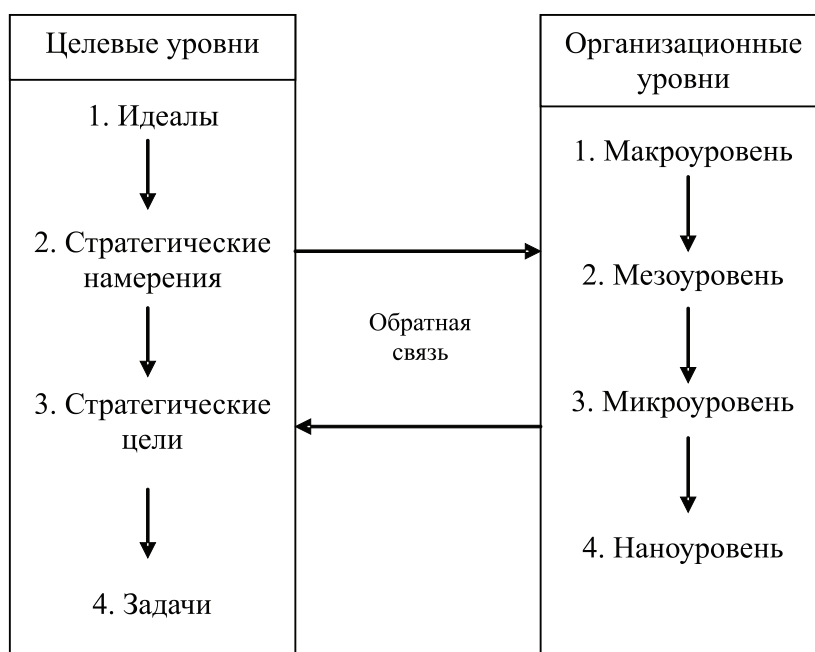 Целевые уровни
1. Идеалы
2. Стратегические
намерения
3. Стратегические
цели
4. Задачи
Обратная
связь
Организационные
уровни
1. Макроуровень
2. Мезоуровень
3. Микроуровень
4. Наноуровень